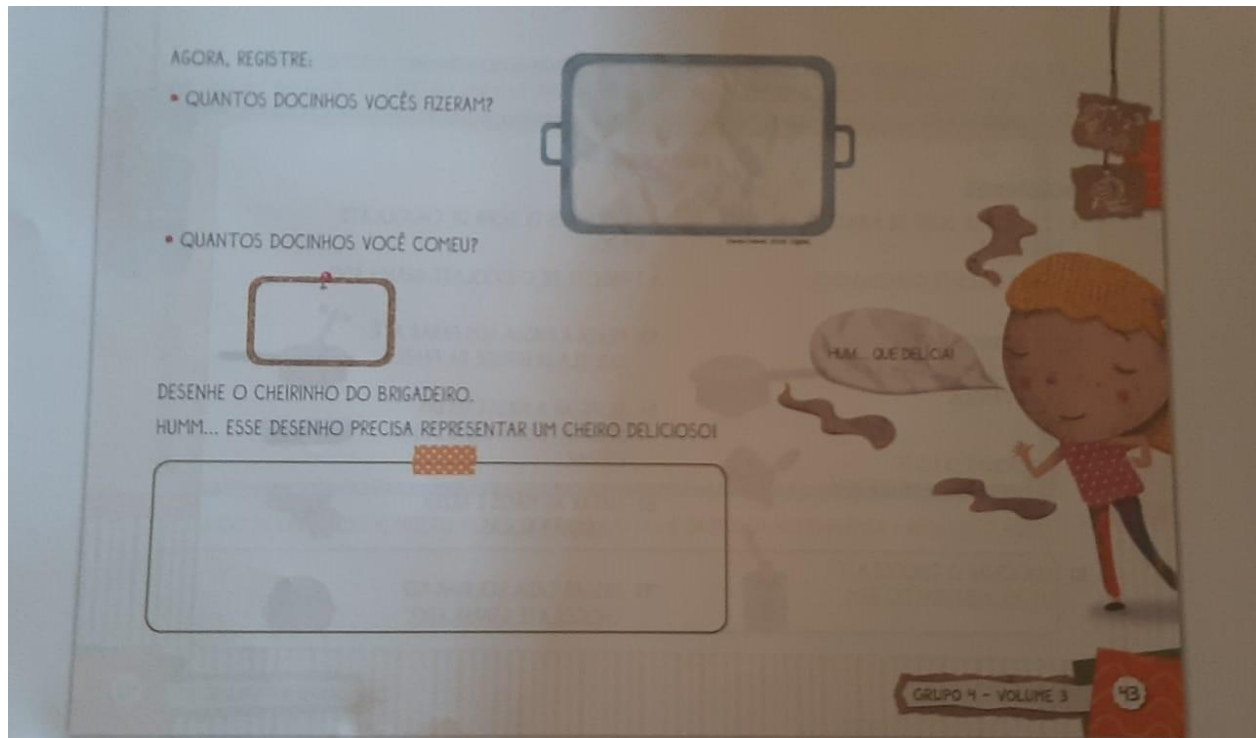 AGORA, REGISTRE:
• QUANTOS DOCINHOS VOCÊS FIZERAM?
• QUANTOS DOCINHOS VOCÊ COMEU?
HUM... QUE DELÍCIA!
DESENHE O CHEIRINHO DO BRIGADEIRO.
HUMM... ESSE DESENHO PRECISA REPRESENTAR UM CHEIRO DELICIOSO!
GRUPO 4 - VOLUME 3
43